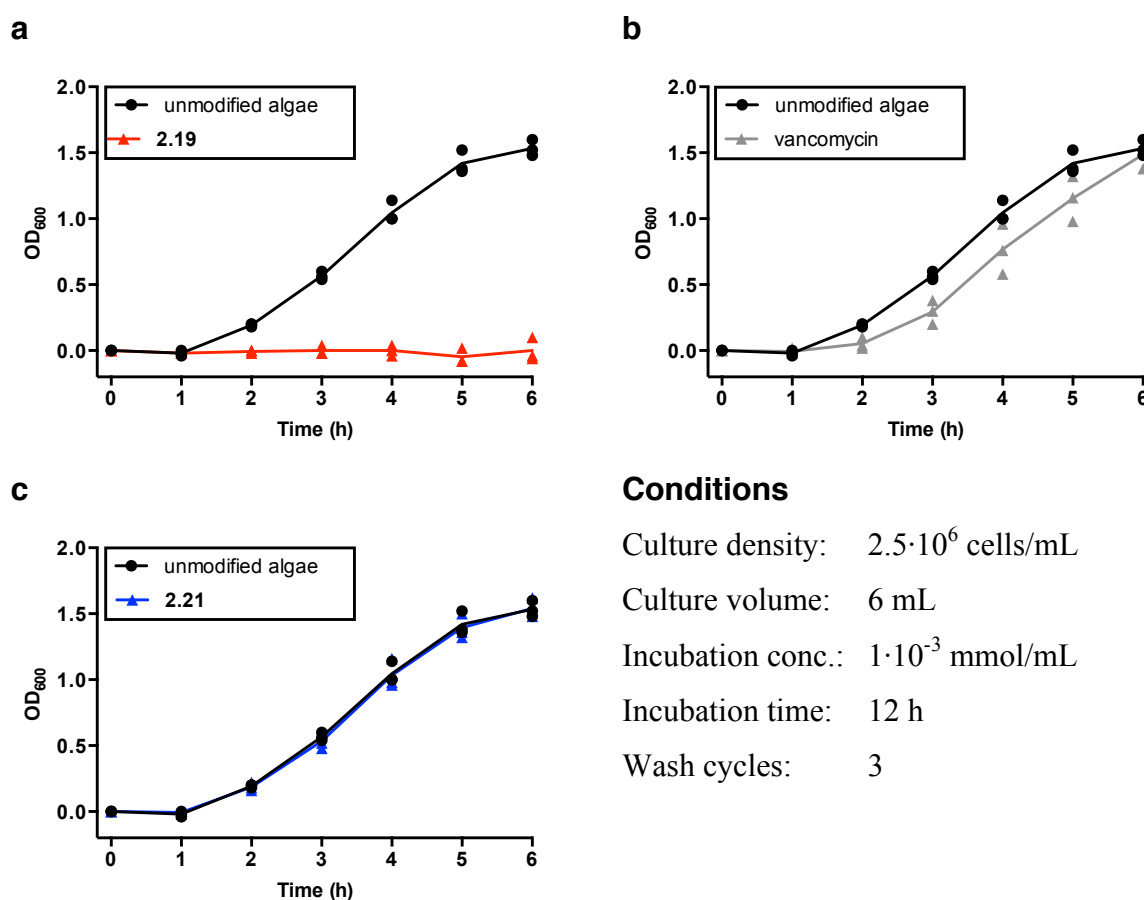 a
2.0
1.5
1.0
0.5
0.0
OD₆₀₀
unmodified algae
2.19
0 1 2 3 4 5 6
Time (h)
b
2.0
1.5
1.0
0.5
0.0
OD₆₀₀
unmodified algae
vancomycin
0 1 2 3 4 5 6
Time (h)
c
2.0
1.5
1.0
0.5
0.0
OD₆₀₀
unmodified algae
2.21
0 1 2 3 4 5 6
Time (h)
Conditions
Culture density: 2.5·10⁶ cells/mL
Culture volume: 6 mL
Incubation conc.: 1·10⁻³ mmol/mL
Incubation time: 12 h
Wash cycles: 3